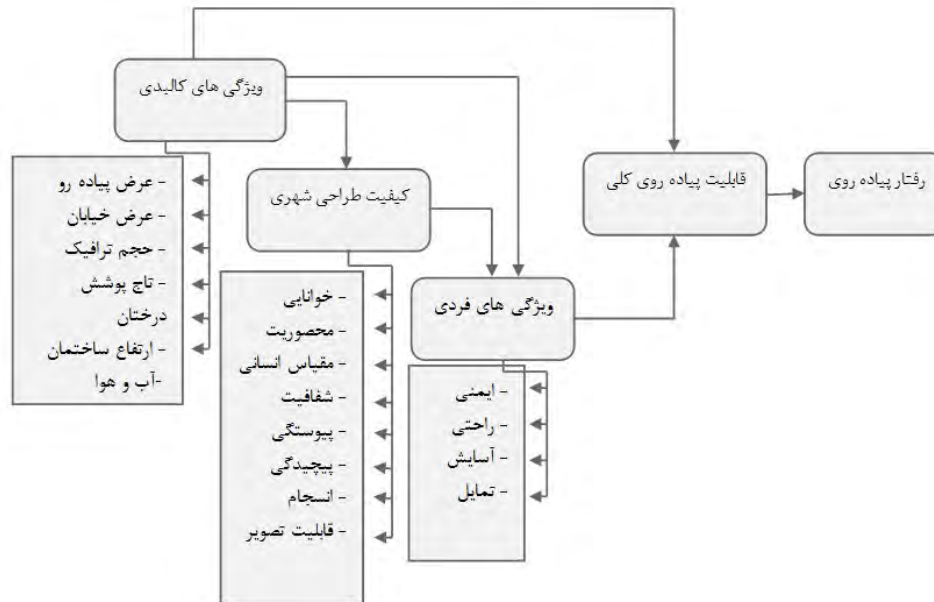 ویژگی های کالبدی
- عرض پیاده رو
- عرض خیابان
- حجم ترافیک
- تاج پوشش
درختان
- ارتفاع ساختمان
-آب و هوا
کیفیت طراحی شهری
- خوانایی
- محصوریت
- مقیاس انسانی
- شفافیت
- پیوستگی
- پیچیدگی
- انسجام
- قابلیت تصویر
ویژگی های فردی
- ایمنی
- راحتی
- آسایش
- تمایل
قابلیت پیاده روی کلی
رفتار پیاده روی